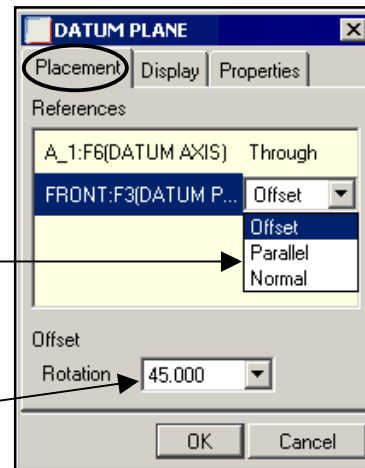 DATUM PLANE
Placement Display Properties
References
A_1:F6(DATUM AXIS) Through
FRONT:F3(DATUM P... Offset
Offset
Parallel
Normal
Offset
Rotation 45.000
OK Cancel